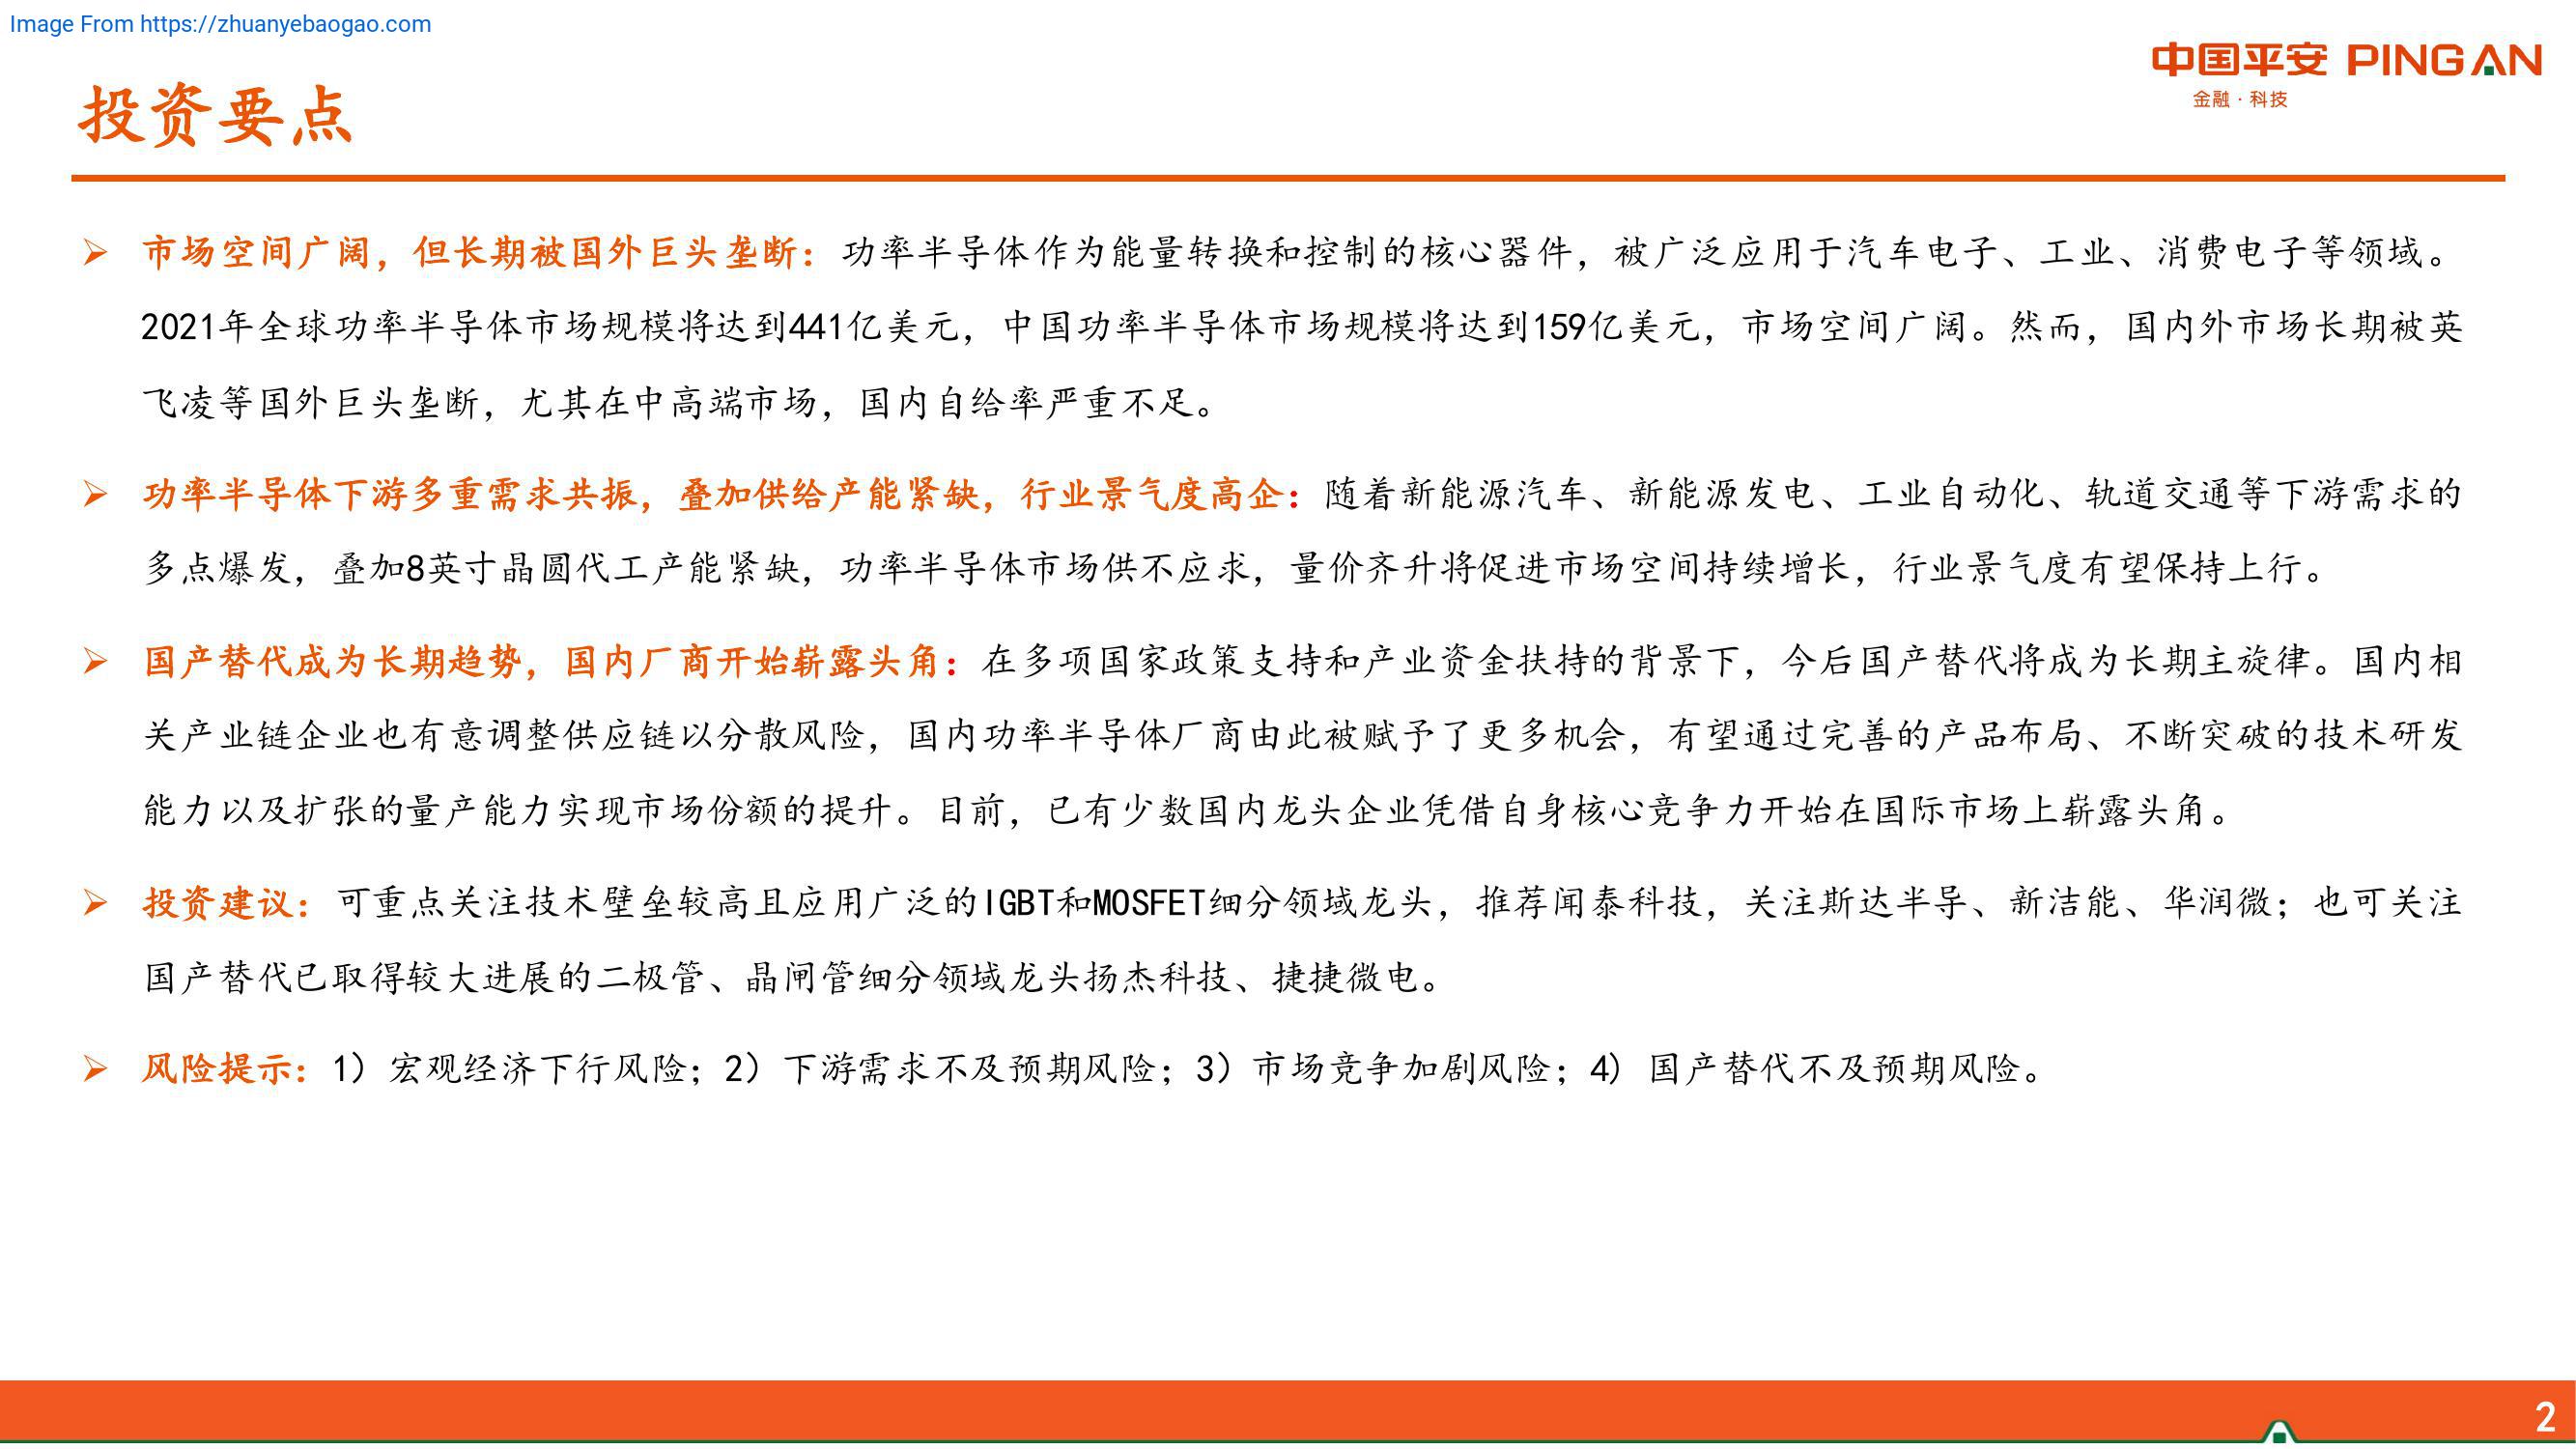 Image From https://zhuanyebaogao.com
中国平安 PING AN
金融·科技
投资要点
➢ 市场空间广阔，但长期被国外巨头垄断：功率半导体作为能量转换和控制的核心器件，被广泛应用于汽车电子、工业、消费电子等领域。
2021年全球功率半导体市场规模将达到441亿美元，中国功率半导体市场规模将达到159亿美元，市场空间广阔。然而，国内外市场长期被英
飞凌等国外巨头垄断，尤其在中高端市场，国内自给率严重不足。
➢ 功率半导体下游多重需求共振，叠加供给产能紧缺，行业景气度高企：随着新能源汽车、新能源发电、工业自动化、轨道交通等下游需求的
多点爆发，叠加8英寸晶圆代工产能紧缺，功率半导体市场供不应求，量价齐升将促进市场空间持续增长，行业景气度有望保持上行。
➢ 国产替代成为长期趋势，国内厂商开始崭露头角：在多项国家政策支持和产业资金扶持的背景下，今后国产替代将成为长期主旋律。国内相
关产业链企业也有意调整供应链以分散风险，国内功率半导体厂商由此被赋予了更多机会，有望通过完善的产品布局、不断突破的技术研发
能力以及扩张的量产能力实现市场份额的提升。目前，已有少数国内龙头企业凭借自身核心竞争力开始在国际市场上崭露头角。
➢ 投资建议：可重点关注技术壁垒较高且应用广泛的IGBT和MOSFET细分领域龙头，推荐闻泰科技，关注斯达半导、新洁能、华润微；也可关注
国产替代已取得较大进展的二极管、晶闸管细分领域龙头扬杰科技、捷捷微电。
➢ 风险提示：1）宏观经济下行风险；2）下游需求不及预期风险；3）市场竞争加剧风险；4) 国产替代不及预期风险。
2